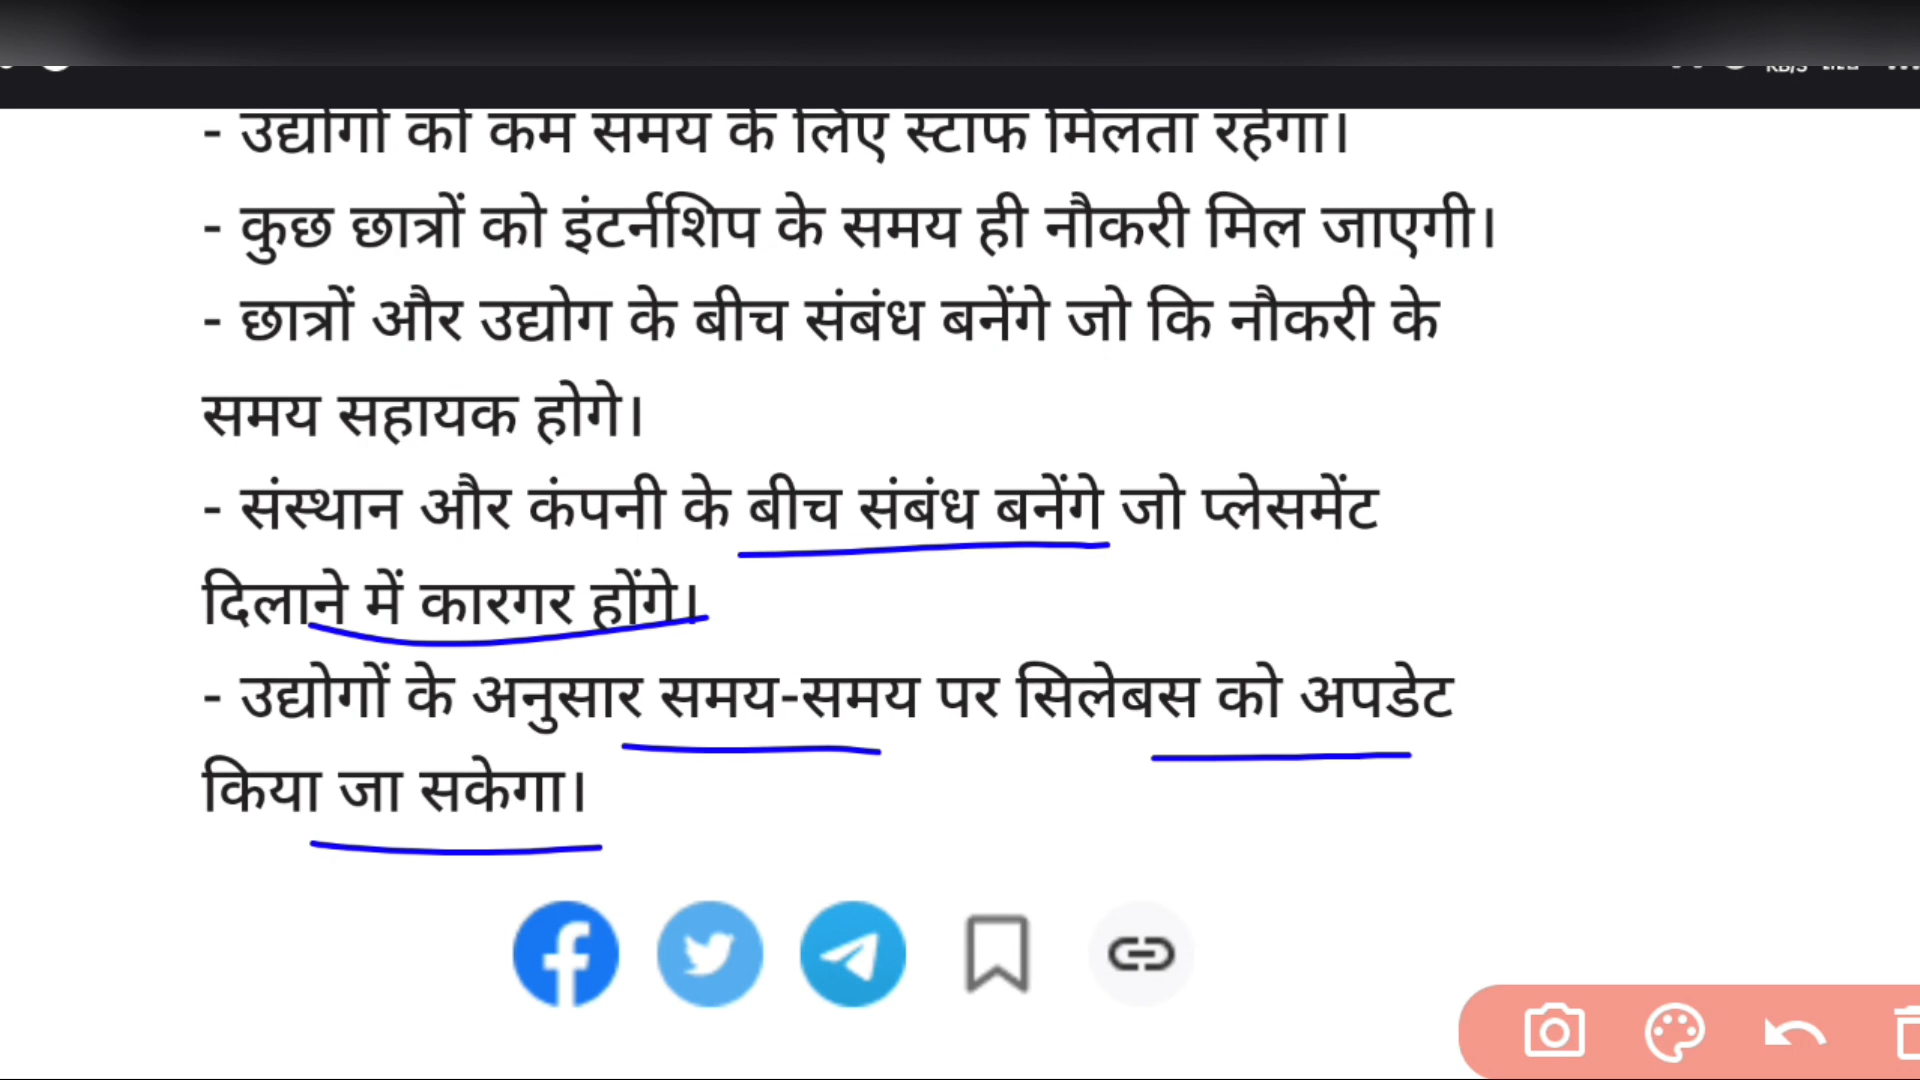 - उद्योगों को कम समय के लिए स्टाफ मिलता रहेगा।
- कुछ छात्रों को इंटर्नशिप के समय ही नौकरी मिल जाएगी।
- छात्रों और उद्योग के बीच संबंध बनेंगे जो कि नौकरी के
समय सहायक होगे।
- संस्थान और कंपनी के बीच संबंध बनेंगे जो प्लेसमेंट
दिलाने में कारगर होंगे।
- उद्योगों के अनुसार समय-समय पर सिलेबस को अपडेट
किया जा सकेगा।